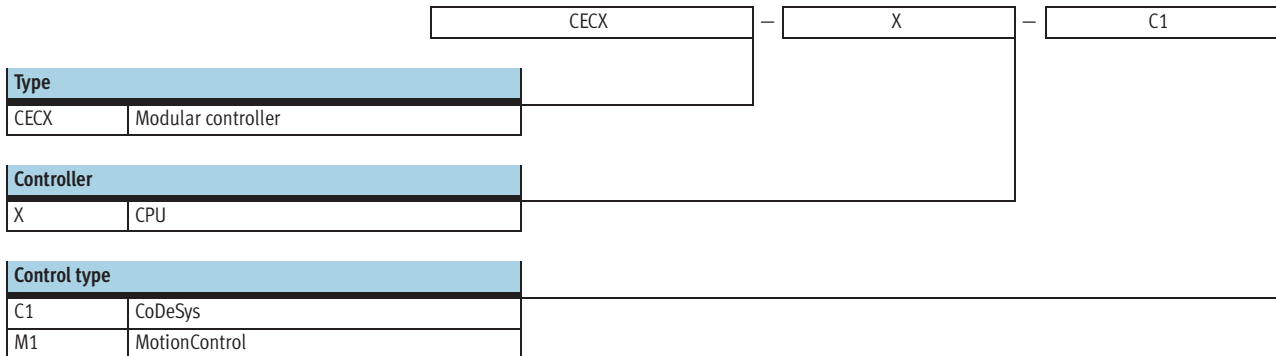 CECX – X – C1
Type
CECX Modular controller
Controller
X CPU
Control type
C1 CoDeSys
M1 MotionControl